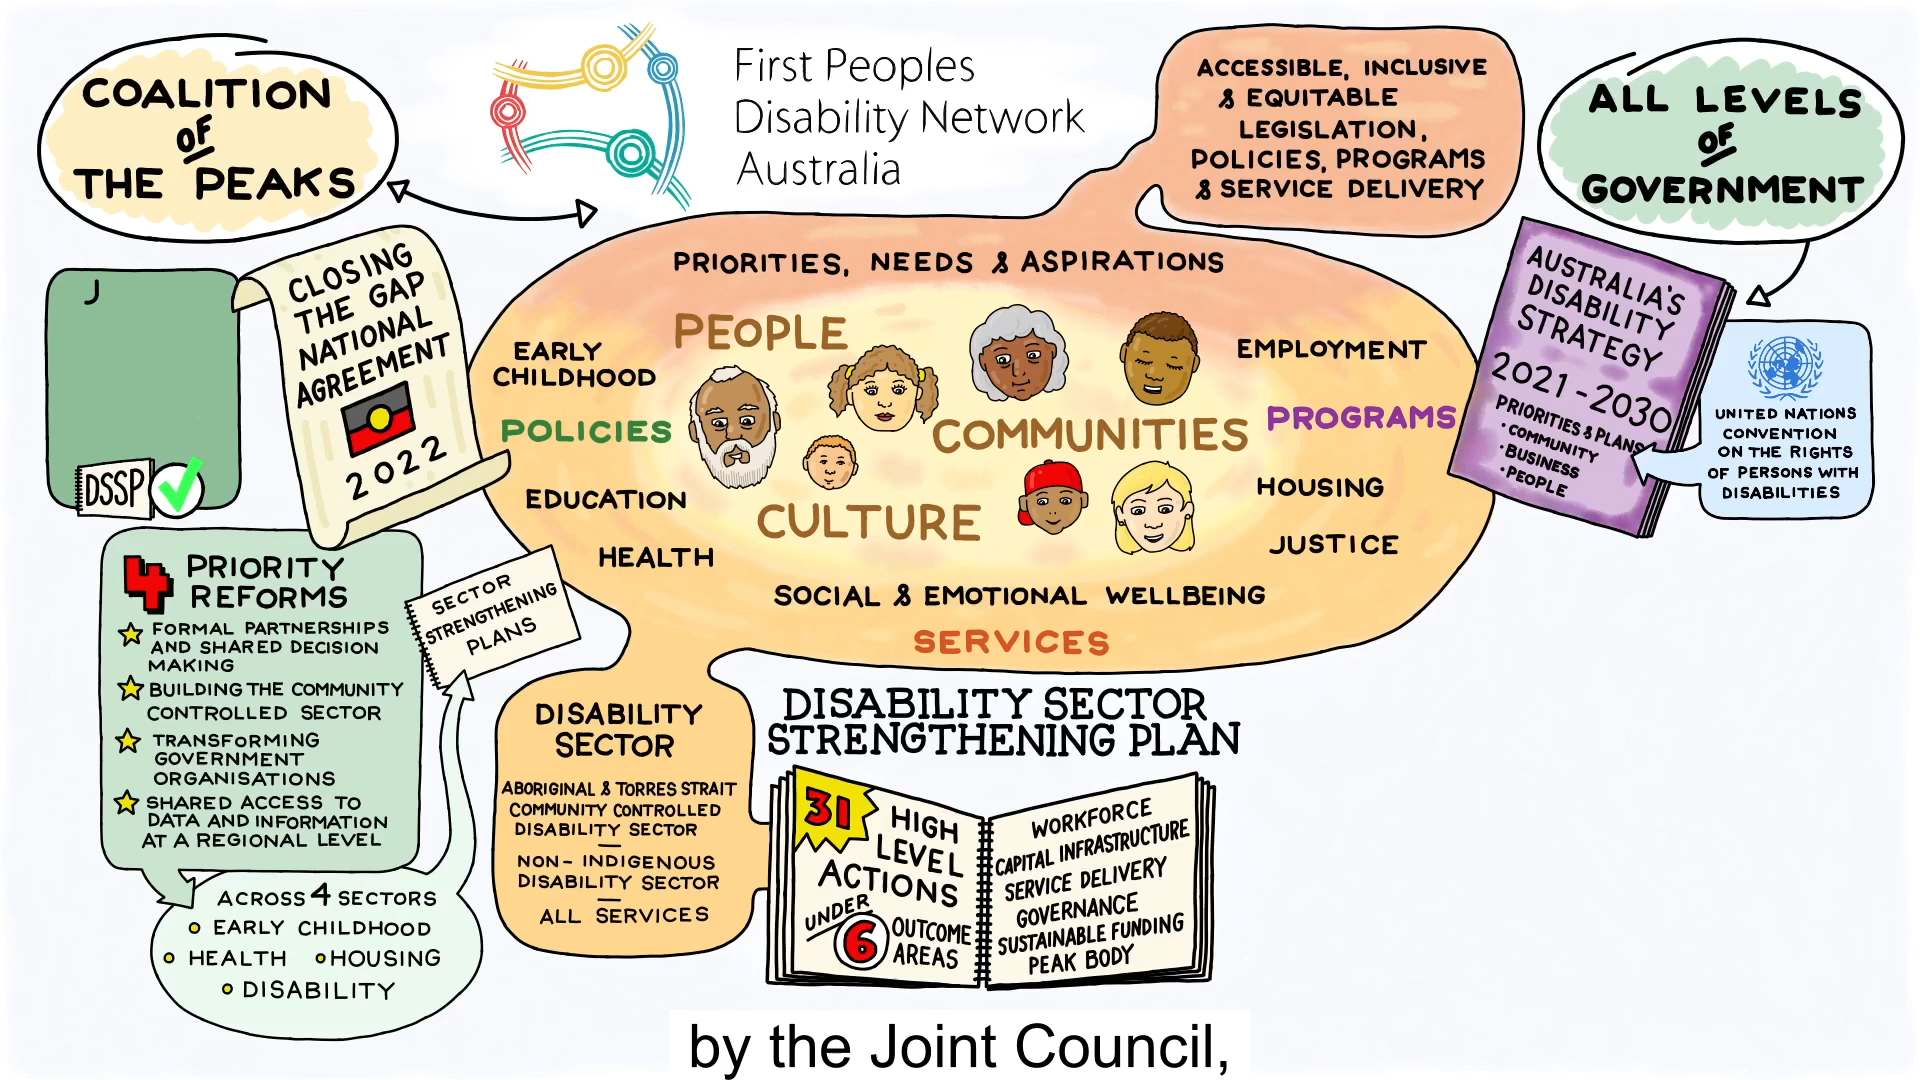 COALITION
OF
THE PEAKS
First Peoples
Disability Network
Australia
ACCESSIBLE, INCLUSIVE
& EQUITABLE
LEGISLATION,
POLICIES, PROGRAMS
& SERVICE DELIVERY
ALL LEVELS
OF
GOVERNMENT
J
DSSP
CLOSING
THE GAP
NATIONAL
AGREEMENT
2022
PRIORITIES, NEEDS & ASPIRATIONS
PEOPLE
EARLY
CHILDHOOD
EMPLOYMENT
POLICIES
COMMUNITIES
PROGRAMS
EDUCATION
HOUSING
CULTURE
HEALTH
JUSTICE
SOCIAL & EMOTIONAL WELLBEING
SERVICES
AUSTRALIA'S
DISABILITY
STRATEGY
2021-2030
PRIORITIES & PLANS
• COMMUNITY
• BUSINESS
• PEOPLE
UNITED NATIONS
CONVENTION
ON THE RIGHTS
OF PERSONS WITH
DISABILITIES
4 PRIORITY
REFORMS
FORMAL PARTNERSHIPS
AND SHARED DECISION
MAKING
BUILDING THE COMMUNITY
CONTROLLED SECTOR
TRANSFORMING
GOVERNMENT
ORGANISATIONS
SHARED ACCESS TO
DATA AND INFORMATION
AT A REGIONAL LEVEL
SECTOR
STRENGTHENING
PLANS
ACROSS 4 SECTORS
EARLY CHILDHOOD
HEALTH HOUSING
DISABILITY
DISABILITY
SECTOR
ABORIGINAL & TORRES STRAIT
COMMUNITY CONTROLLED
DISABILITY SECTOR
—
NON-INDIGENOUS
DISABILITY SECTOR
—
ALL SERVICES
DISABILITY SECTOR
STRENGTHENING PLAN
31 HIGH
LEVEL
ACTIONS
UNDER
6 OUTCOME
AREAS
WORKFORCE
CAPITAL INFRASTRUCTURE
SERVICE DELIVERY
GOVERNANCE
SUSTAINABLE FUNDING
PEAK BODY
by the Joint Council,